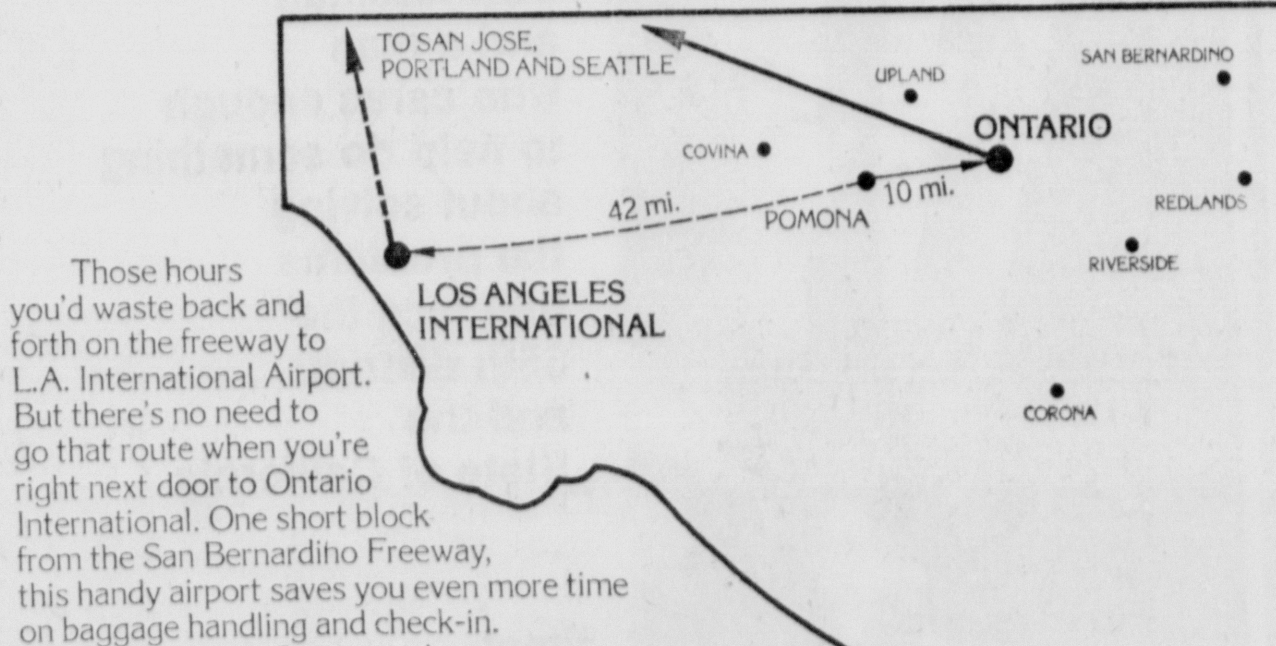 TO SAN JOSE,
PORTLAND AND SEATTLE
SAN BERNARDINO
UPLAND
ONTARIO
COVINA
10 mi.
REDLANDS
42 mi.
POMONA
RIVERSIDE
LOS ANGELES
INTERNATIONAL
CORONA
Those hours
you'd waste back and
forth on the freeway to
L.A. International Airport.
But there's no need to
go that route when you're
right next door to Ontario
International. One short block
from the San Bernardino Freeway,
this handy airport saves you even more time
on baggage handling and check-in.